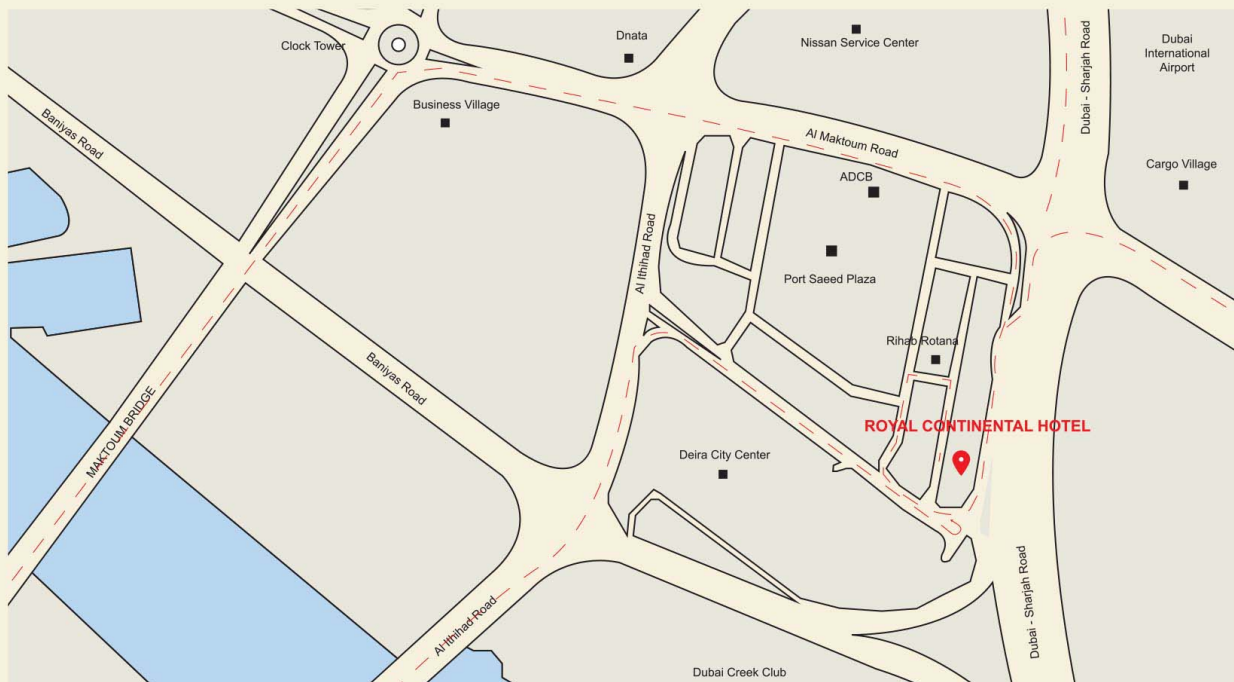 Dnata
Nissan Service Center
Clock Tower
Dubai
International
Airport
Dubai - Sharjah Road
Business Village
Baniyas Road
Al Maktoum Road
Cargo Village
ADCB
Al Ithihad Road
Port Saeed Plaza
Rihab Rotana
Baniyas Road
MAKTOUM BRIDGE
ROYAL CONTINENTAL HOTEL
Deira City Center
Dubai - Sharjah Road
Al Ithihad Road
Dubai Creek Club